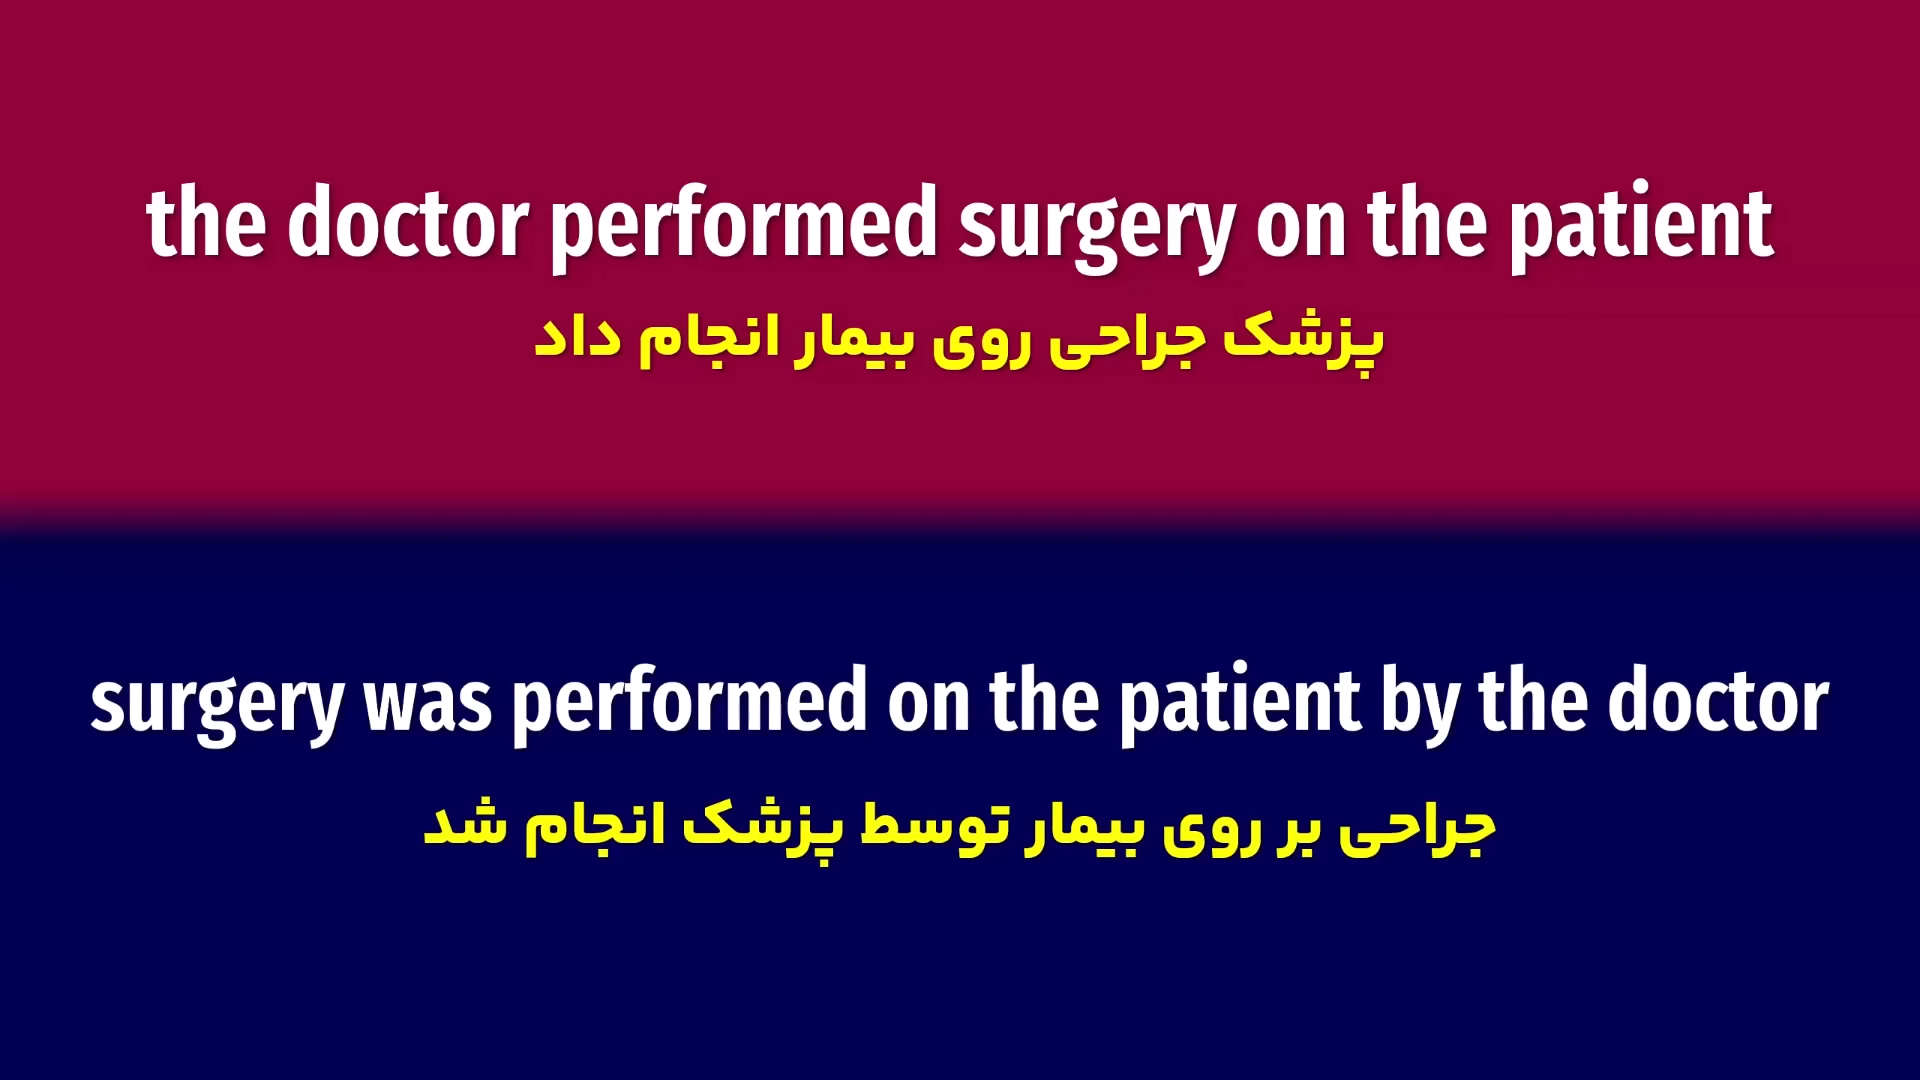 the doctor performed surgery on the patient
پزشک جراحی روی بیمار انجام داد
surgery was performed on the patient by the doctor
جراحی بر روی بیمار توسط پزشک انجام شد